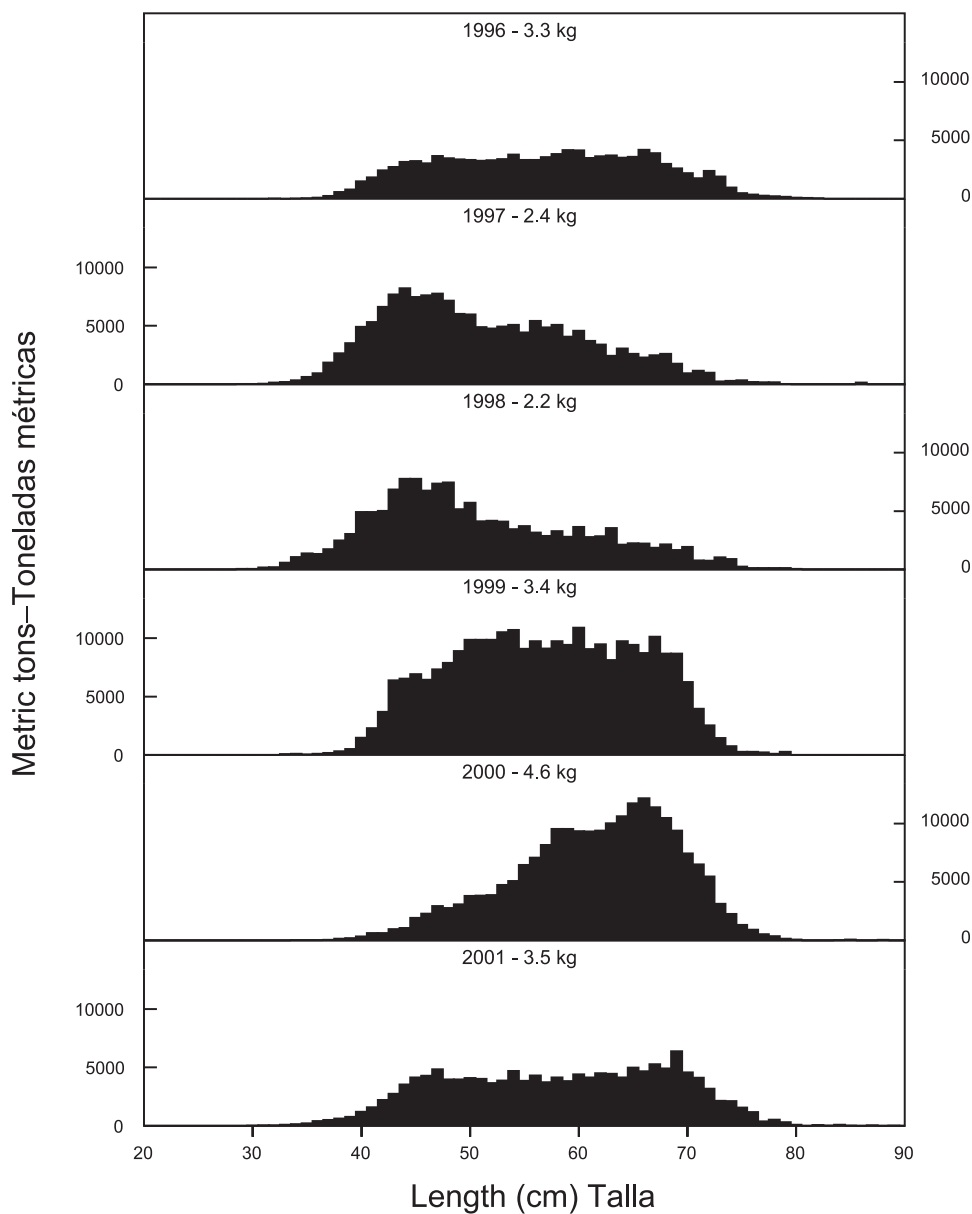 1996 - 3.3 kg
10000
5000
0
1997 - 2.4 kg
10000
5000
0
1998 - 2.2 kg
10000
5000
0
1999 - 3.4 kg
10000
5000
0
2000 - 4.6 kg
10000
5000
0
2001 - 3.5 kg
10000
5000
0
20 30 40 50 60 70 80 90
Length (cm) Talla
Metric tons–Toneladas métricas